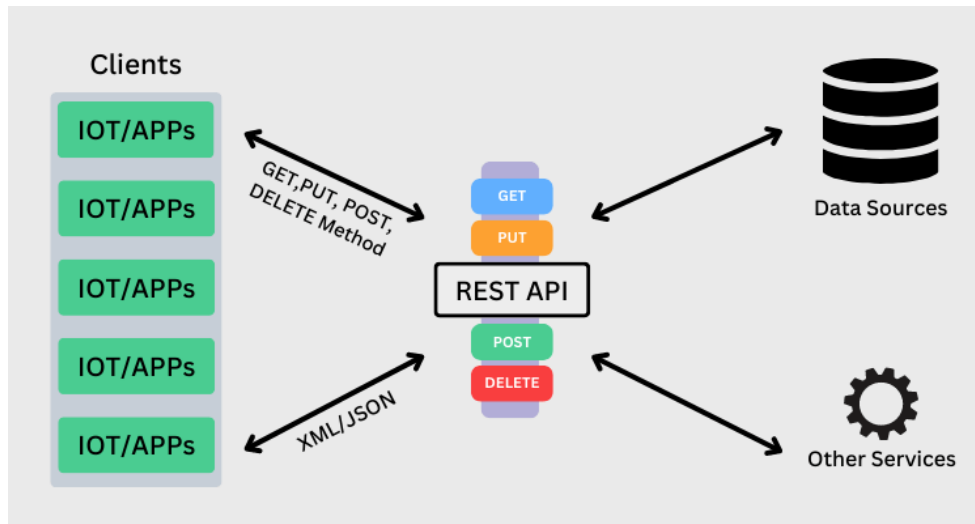 Clients
IOT/APPs
IOT/APPs
IOT/APPs
IOT/APPs
IOT/APPs
GET,PUT, POST,
DELETE Method
XML/JSON
GET
PUT
REST API
POST
DELETE
Data Sources
Other Services